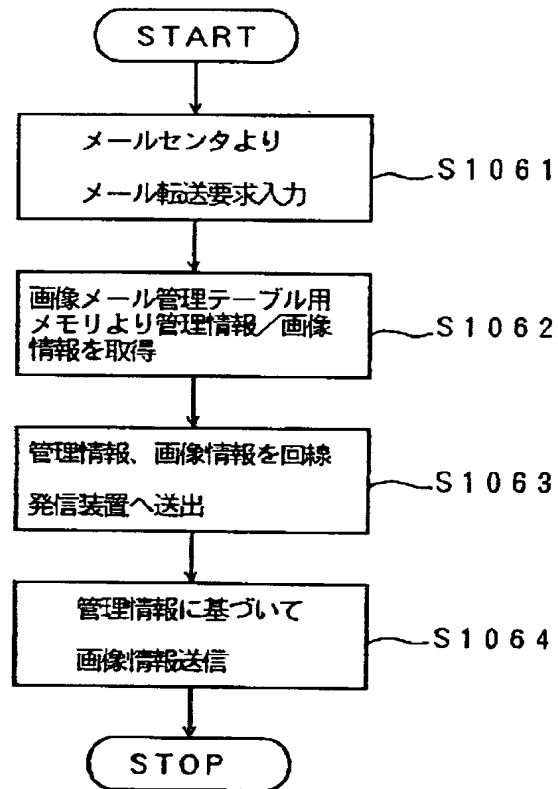 START
メールセンタより
メール転送要求入力
S1061
画像メール管理テーブル用
メモリより管理情報／画像
情報を取得
S1062
管理情報、画像情報を回線
発信装置へ送出
S1063
管理情報に基づいて
画像情報送信
S1064
STOP